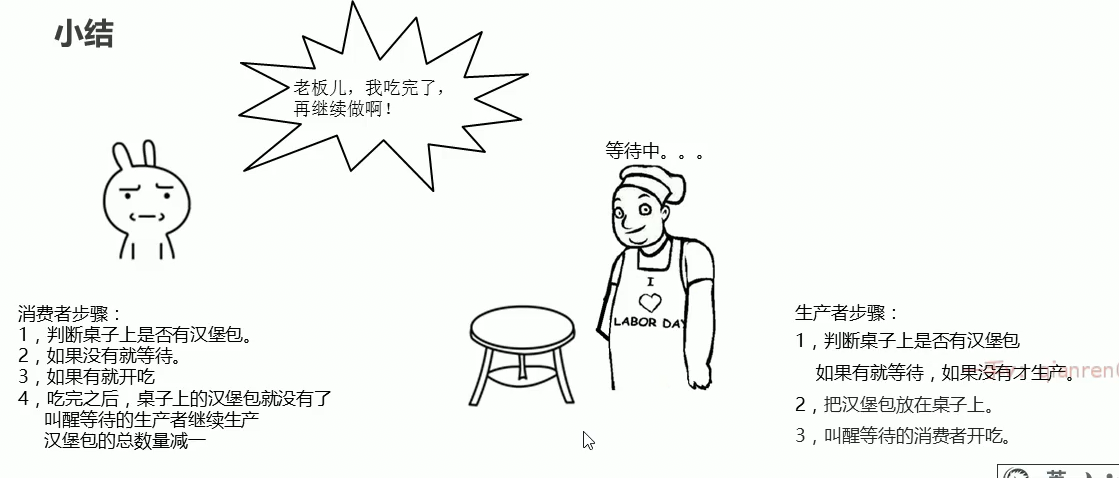 小结
老板儿，我吃完了，
再继续做啊！
等待中。。。
I
LABOR DAY
消费者步骤：
1，判断桌子上是否有汉堡包。
2，如果没有就等待。
3，如果有就开吃
4，吃完之后，桌子上的汉堡包就没有了
叫醒等待的生产者继续生产
汉堡包的总数量减一
生产者步骤：
1，判断桌子上是否有汉堡包
如果有就等待，如果没有才生产。
2，把汉堡包放在桌子上。
3，叫醒等待的消费者开吃。
英